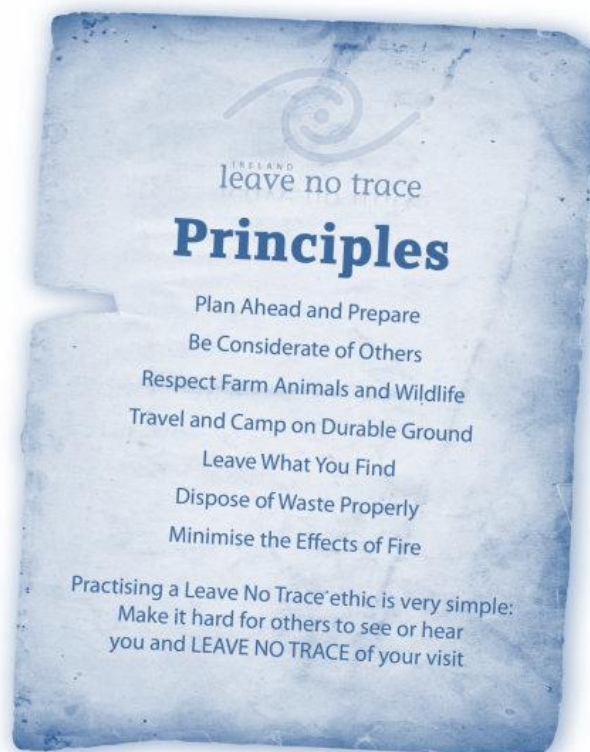 IRELAND
leave no trace
Principles
Plan Ahead and Prepare
Be Considerate of Others
Respect Farm Animals and Wildlife
Travel and Camp on Durable Ground
Leave What You Find
Dispose of Waste Properly
Minimise the Effects of Fire
Practising a Leave No Trace ethic is very simple:
Make it hard for others to see or hear
you and LEAVE NO TRACE of your visit